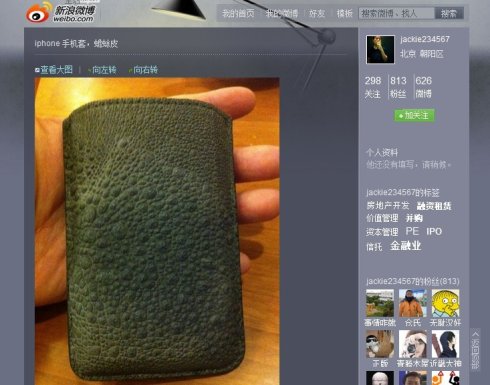 新浪微博
weibo.com
我的首页 我的微博 好友 模板 搜索微博、找人 搜索
iphone 手机套，蟾蜍皮
查看大图 向左转 向右转
jackie234567
北京 朝阳区
298 813 626
关注 粉丝 微博
+加关注
个人资料
他还没有填写，请稍候。
jackie234567的标签
房地产开发 融资租赁
价值管理 并购
资本管理 PE IPO
信托 金融业
jackie234567的粉丝(813)
返回顶部